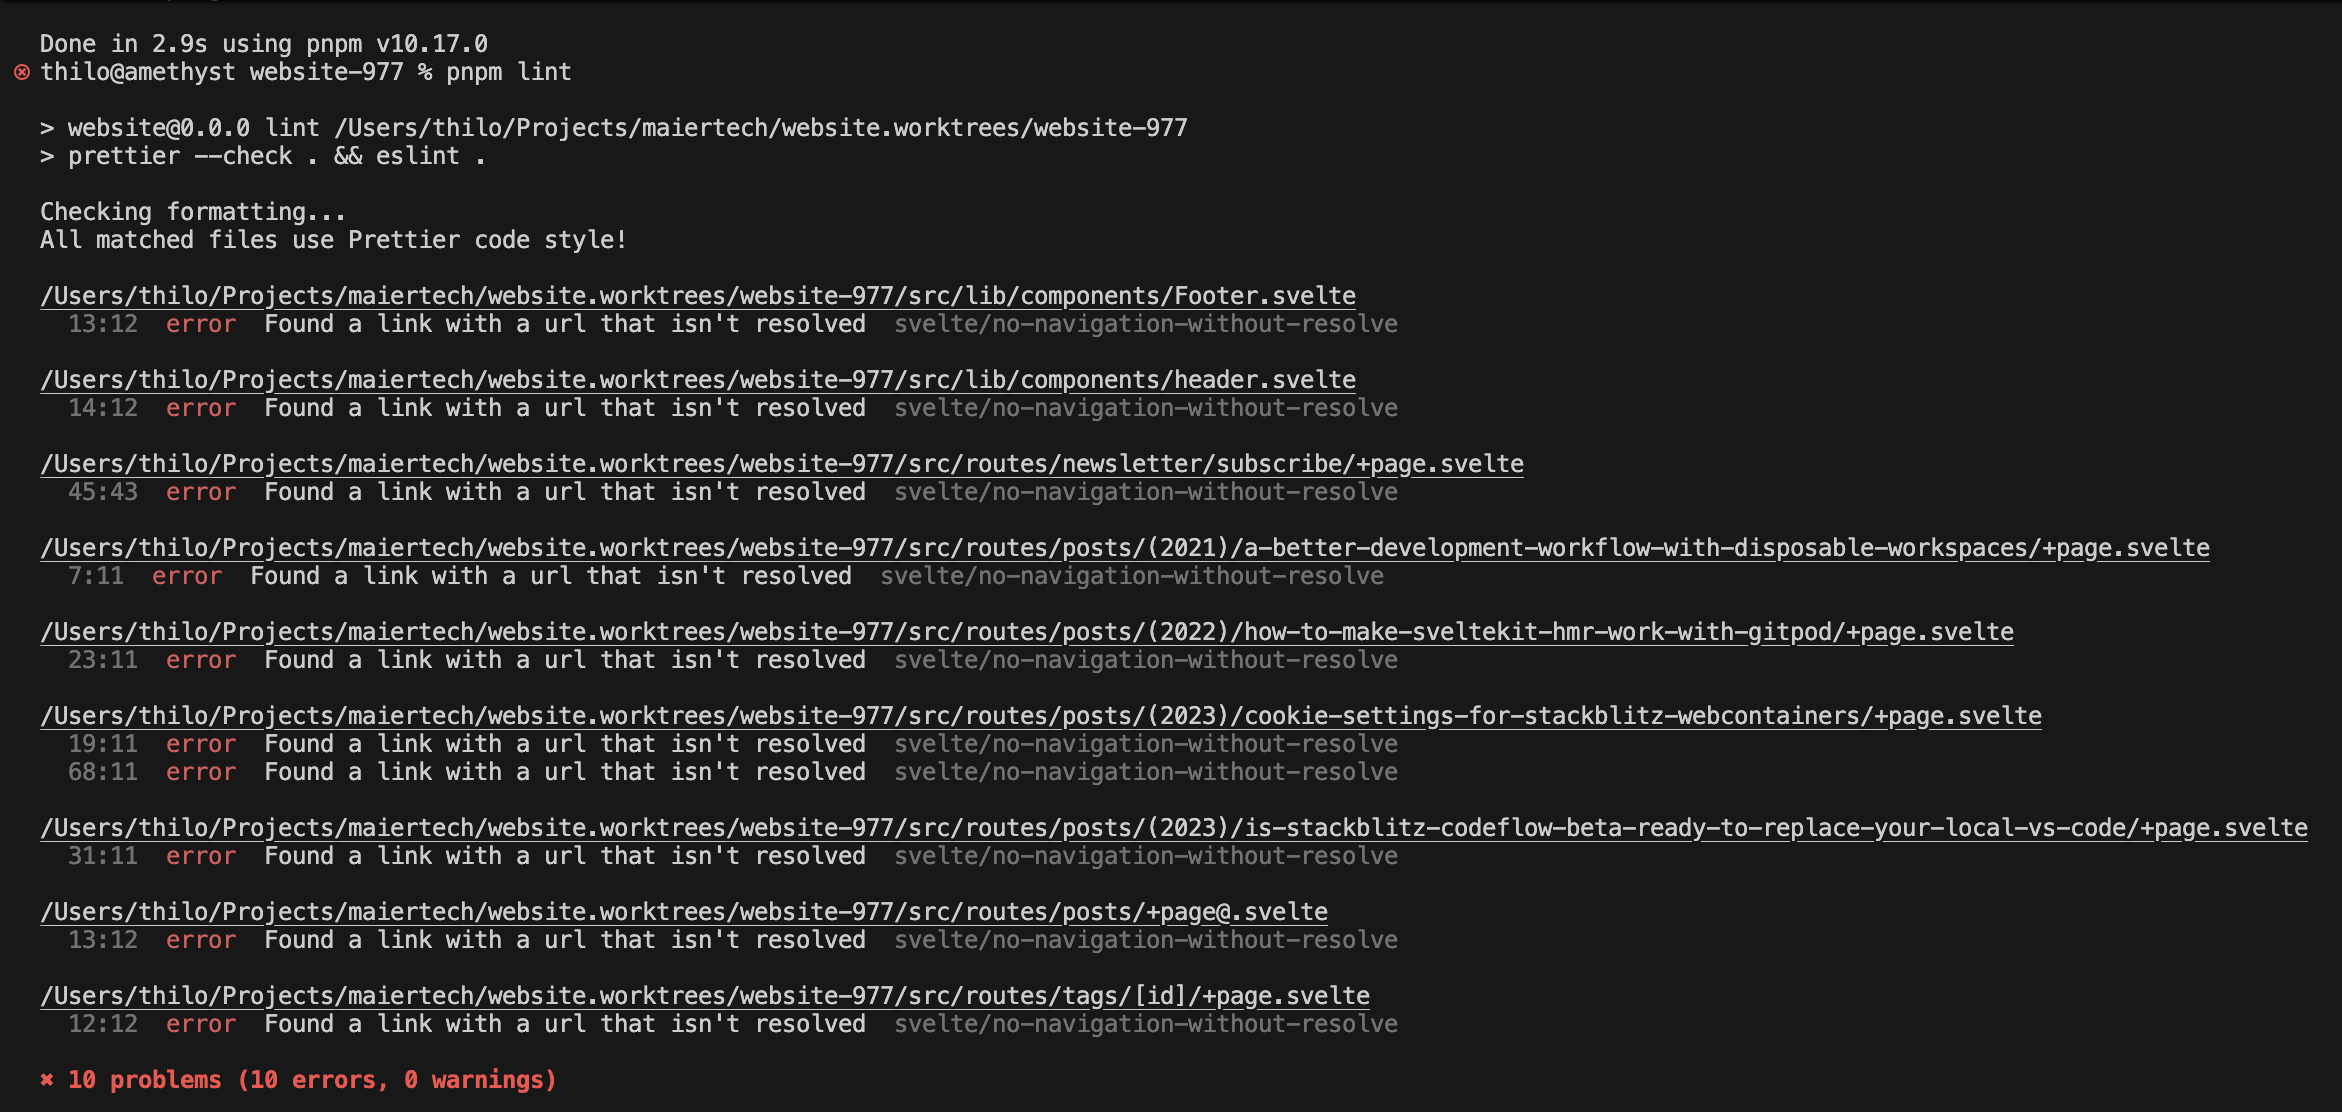 Done in 2.9s using pnpm v10.17.0
thilo@amethyst website-977 % pnpm lint
> website@0.0.0 lint /Users/thilo/Projects/maiertech/website.worktrees/website-977
> prettier --check . && eslint .
Checking formatting...
All matched files use Prettier code style!
/Users/thilo/Projects/maiertech/website.worktrees/website-977/src/lib/components/Footer.svelte
13:12  error  Found a link with a url that isn't resolved  svelte/no-navigation-without-resolve
/Users/thilo/Projects/maiertech/website.worktrees/website-977/src/lib/components/header.svelte
14:12  error  Found a link with a url that isn't resolved  svelte/no-navigation-without-resolve
/Users/thilo/Projects/maiertech/website.worktrees/website-977/src/routes/newsletter/subscribe/+page.svelte
45:43  error  Found a link with a url that isn't resolved  svelte/no-navigation-without-resolve
/Users/thilo/Projects/maiertech/website.worktrees/website-977/src/routes/posts/(2021)/a-better-development-workflow-with-disposable-workspaces/+page.svelte
7:11  error  Found a link with a url that isn't resolved  svelte/no-navigation-without-resolve
/Users/thilo/Projects/maiertech/website.worktrees/website-977/src/routes/posts/(2022)/how-to-make-sveltekit-hmr-work-with-gitpod/+page.svelte
23:11  error  Found a link with a url that isn't resolved  svelte/no-navigation-without-resolve
/Users/thilo/Projects/maiertech/website.worktrees/website-977/src/routes/posts/(2023)/cookie-settings-for-stackblitz-webcontainers/+page.svelte
19:11  error  Found a link with a url that isn't resolved  svelte/no-navigation-without-resolve
68:11  error  Found a link with a url that isn't resolved  svelte/no-navigation-without-resolve
/Users/thilo/Projects/maiertech/website.worktrees/website-977/src/routes/posts/(2023)/is-stackblitz-codeflow-beta-ready-to-replace-your-local-vs-code/+page.svelte
31:11  error  Found a link with a url that isn't resolved  svelte/no-navigation-without-resolve
/Users/thilo/Projects/maiertech/website.worktrees/website-977/src/routes/posts/+page@.svelte
13:12  error  Found a link with a url that isn't resolved  svelte/no-navigation-without-resolve
/Users/thilo/Projects/maiertech/website.worktrees/website-977/src/routes/tags/[id]/+page.svelte
12:12  error  Found a link with a url that isn't resolved  svelte/no-navigation-without-resolve
✖ 10 problems (10 errors, 0 warnings)